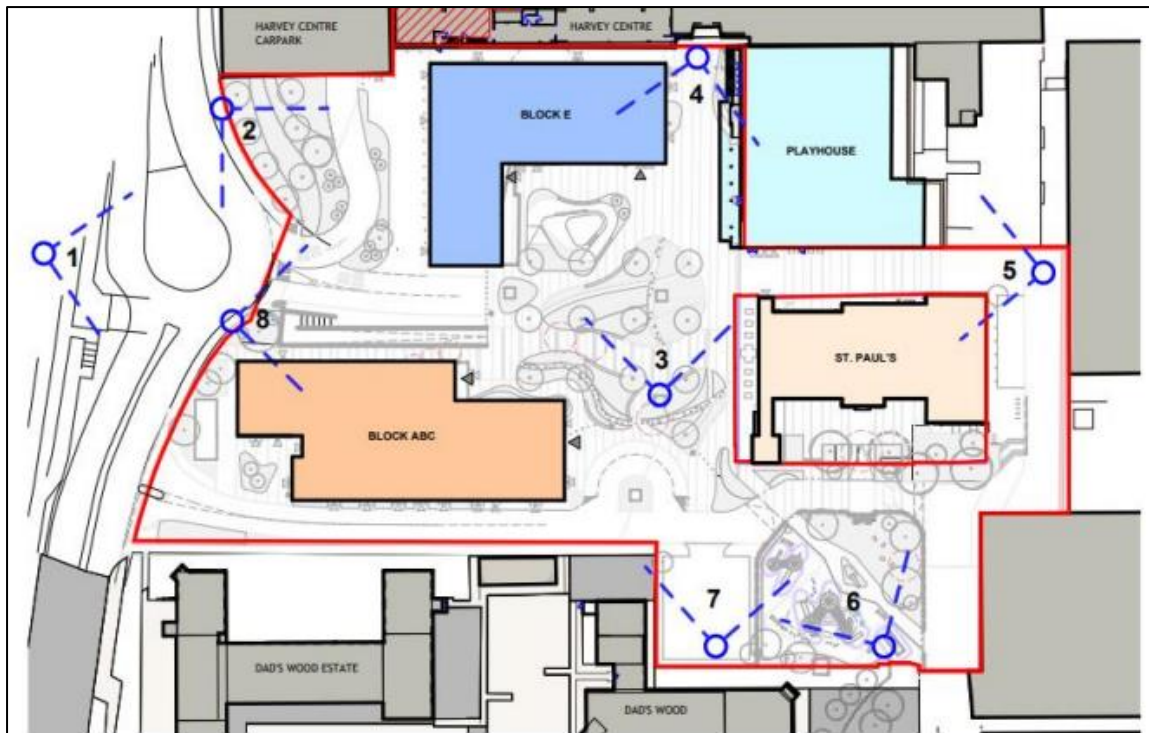 HARVEY CENTRE
CARPARK
HARVEY CENTRE
4
BLOCK E
2
PLAYHOUSE
1
5
8
3
ST. PAUL'S
BLOCK ABC
7
6
DAD'S WOOD ESTATE
DAD'S WOOD